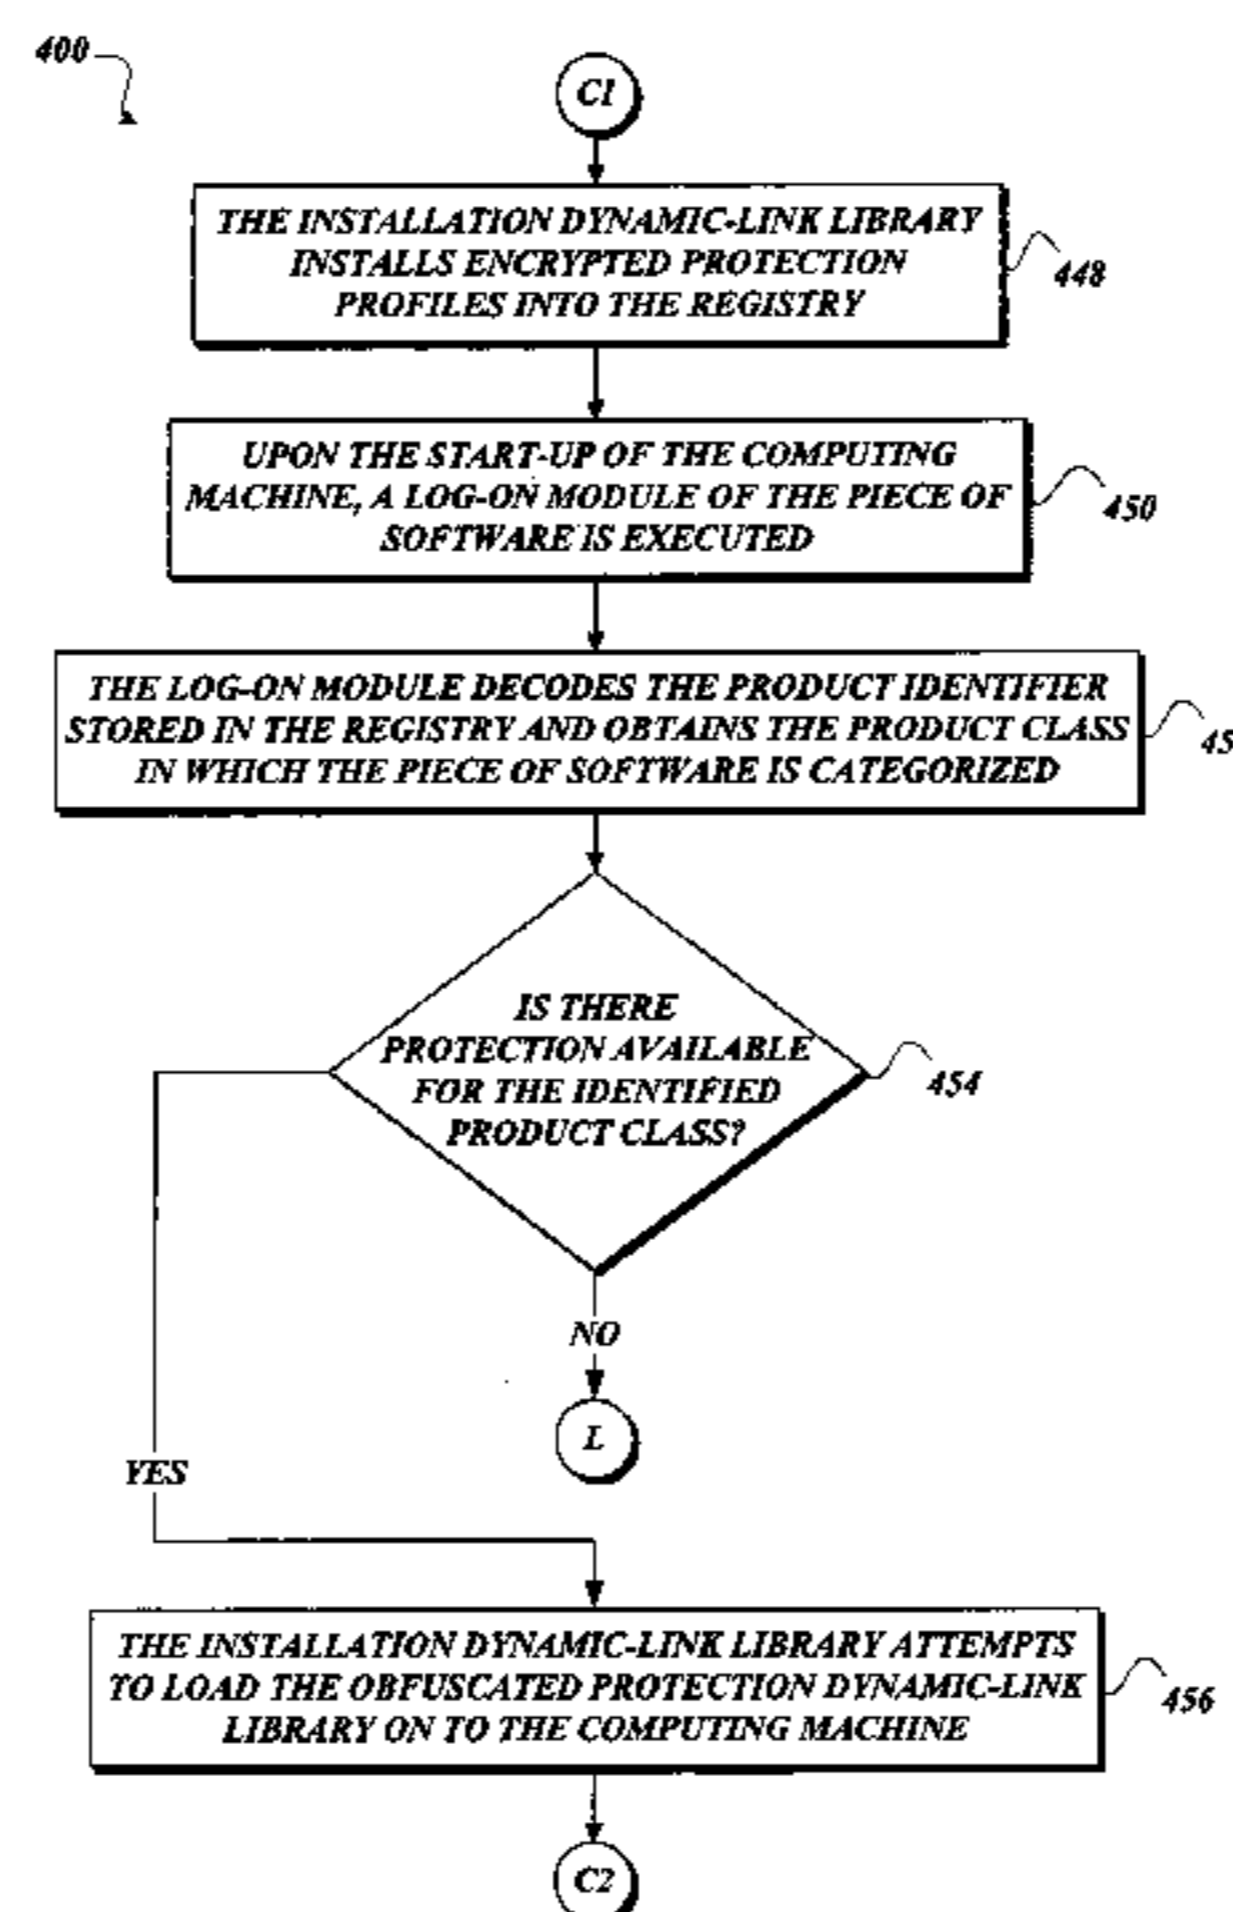 400
C1
THE INSTALLATION DYNAMIC-LINK LIBRARY
INSTALLS ENCRYPTED PROTECTION
PROFILES INTO THE REGISTRY
448
UPON THE START-UP OF THE COMPUTING
MACHINE, A LOG-ON MODULE OF THE PIECE OF
SOFTWARE IS EXECUTED
450
THE LOG-ON MODULE DECODES THE PRODUCT IDENTIFIER
STORED IN THE REGISTRY AND OBTAINS THE PRODUCT CLASS
IN WHICH THE PIECE OF SOFTWARE IS CATEGORIZED
IS THERE
PROTECTION AVAILABLE
FOR THE IDENTIFIED
PRODUCT CLASS?
454
NO
L
YES
THE INSTALLATION DYNAMIC-LINK LIBRARY ATTEMPTS
TO LOAD THE OBFUSCATED PROTECTION DYNAMIC-LINK
LIBRARY ON TO THE COMPUTING MACHINE
456
C2